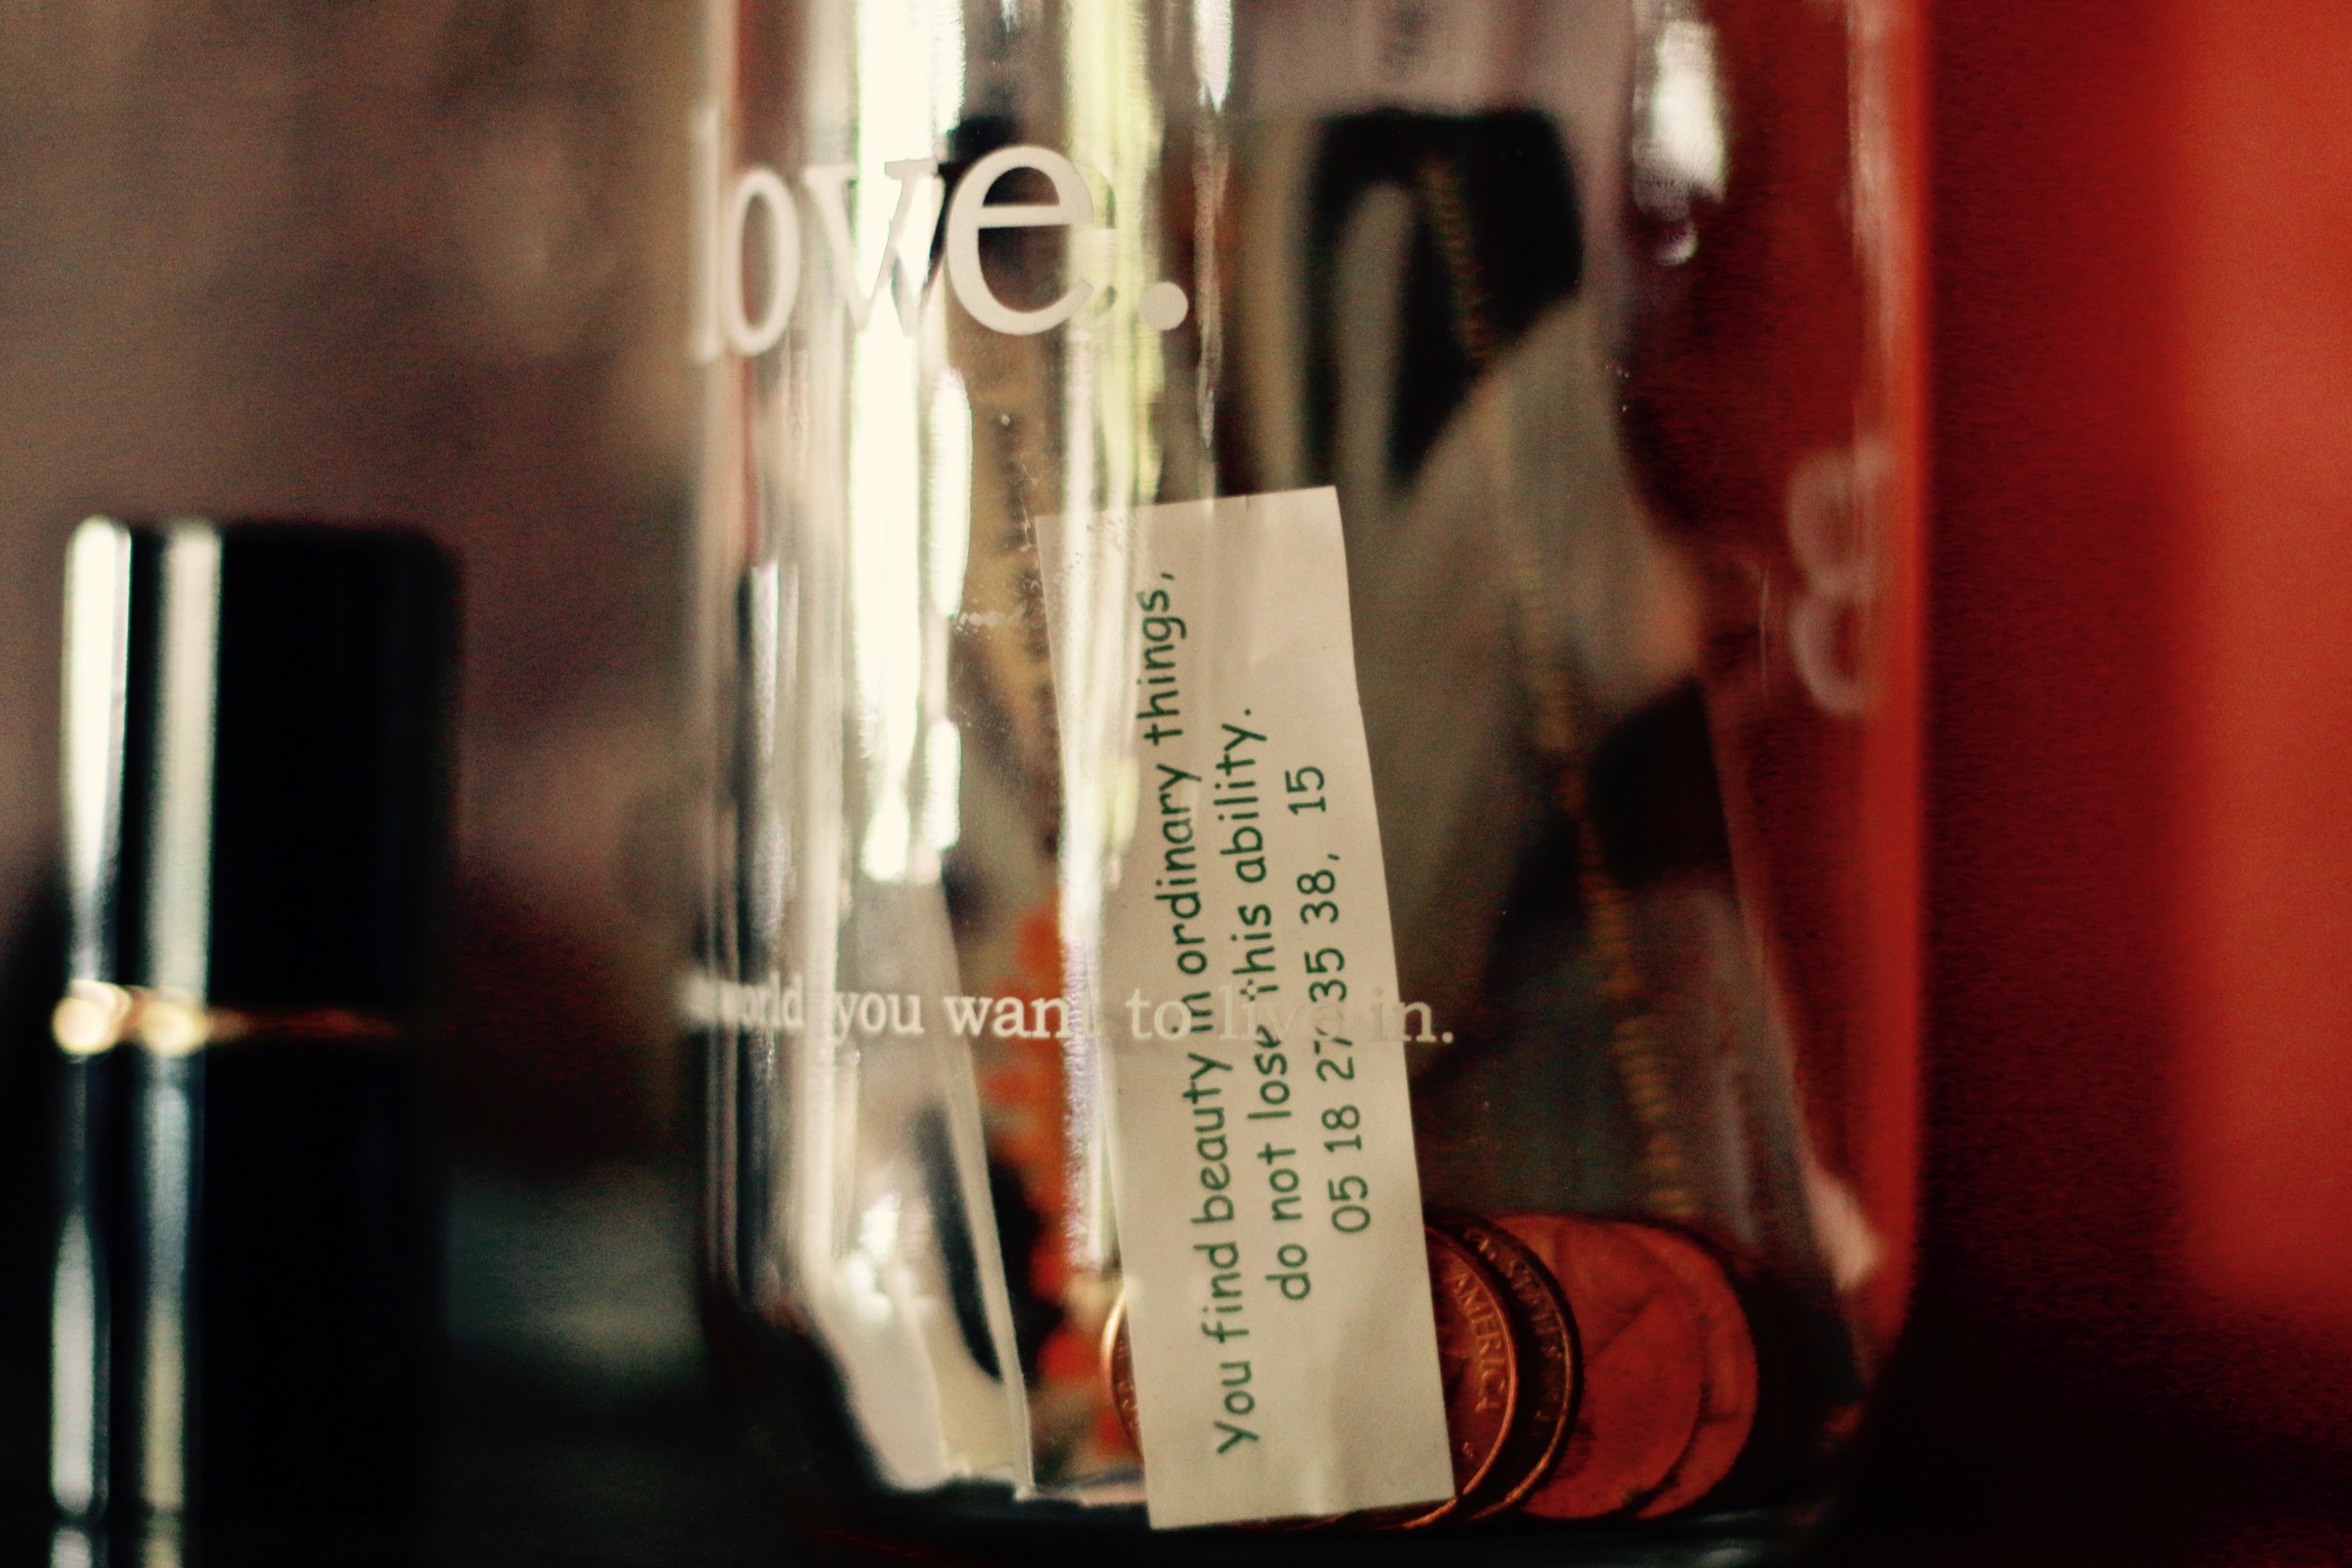 love.
world you want to live in.
You find beauty in ordinary things,
do not lose this ability.
05 18 27 35 38, 15
AMERICA